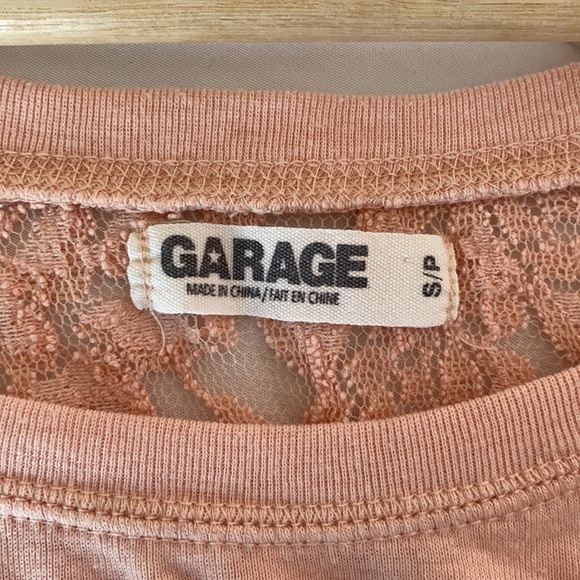 GARAGE
MADE IN CHINA / FAIT EN CHINE
S/P